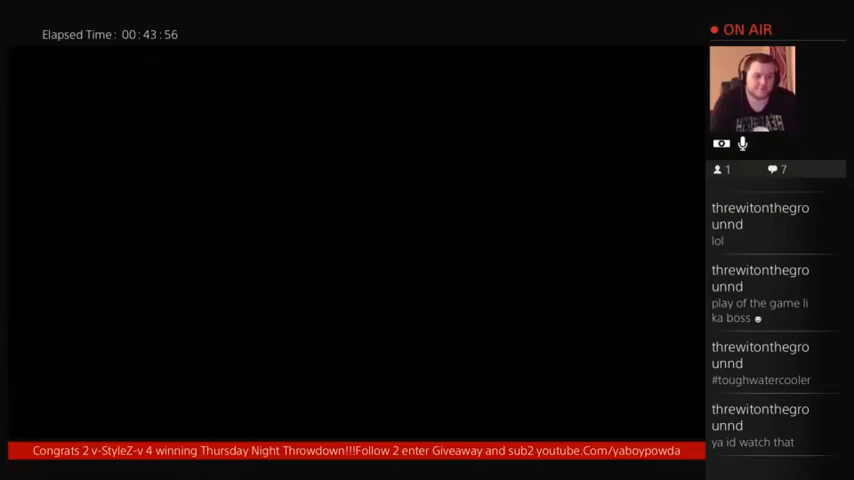 Elapsed Time: 00:43:56
ON AIR
1
7
threwitonthegro
unnd
lol
threwitonthegro
unnd
play of the game li
ka boss
threwitonthegro
unnd
#toughwatercooler
threwitonthegro
unnd
ya id watch that
Congrats 2 v-StyleZ-v 4 winning Thursday Night Throwdown!!!Follow 2 enter Giveaway and sub2 youtube.Com/yaboypowda